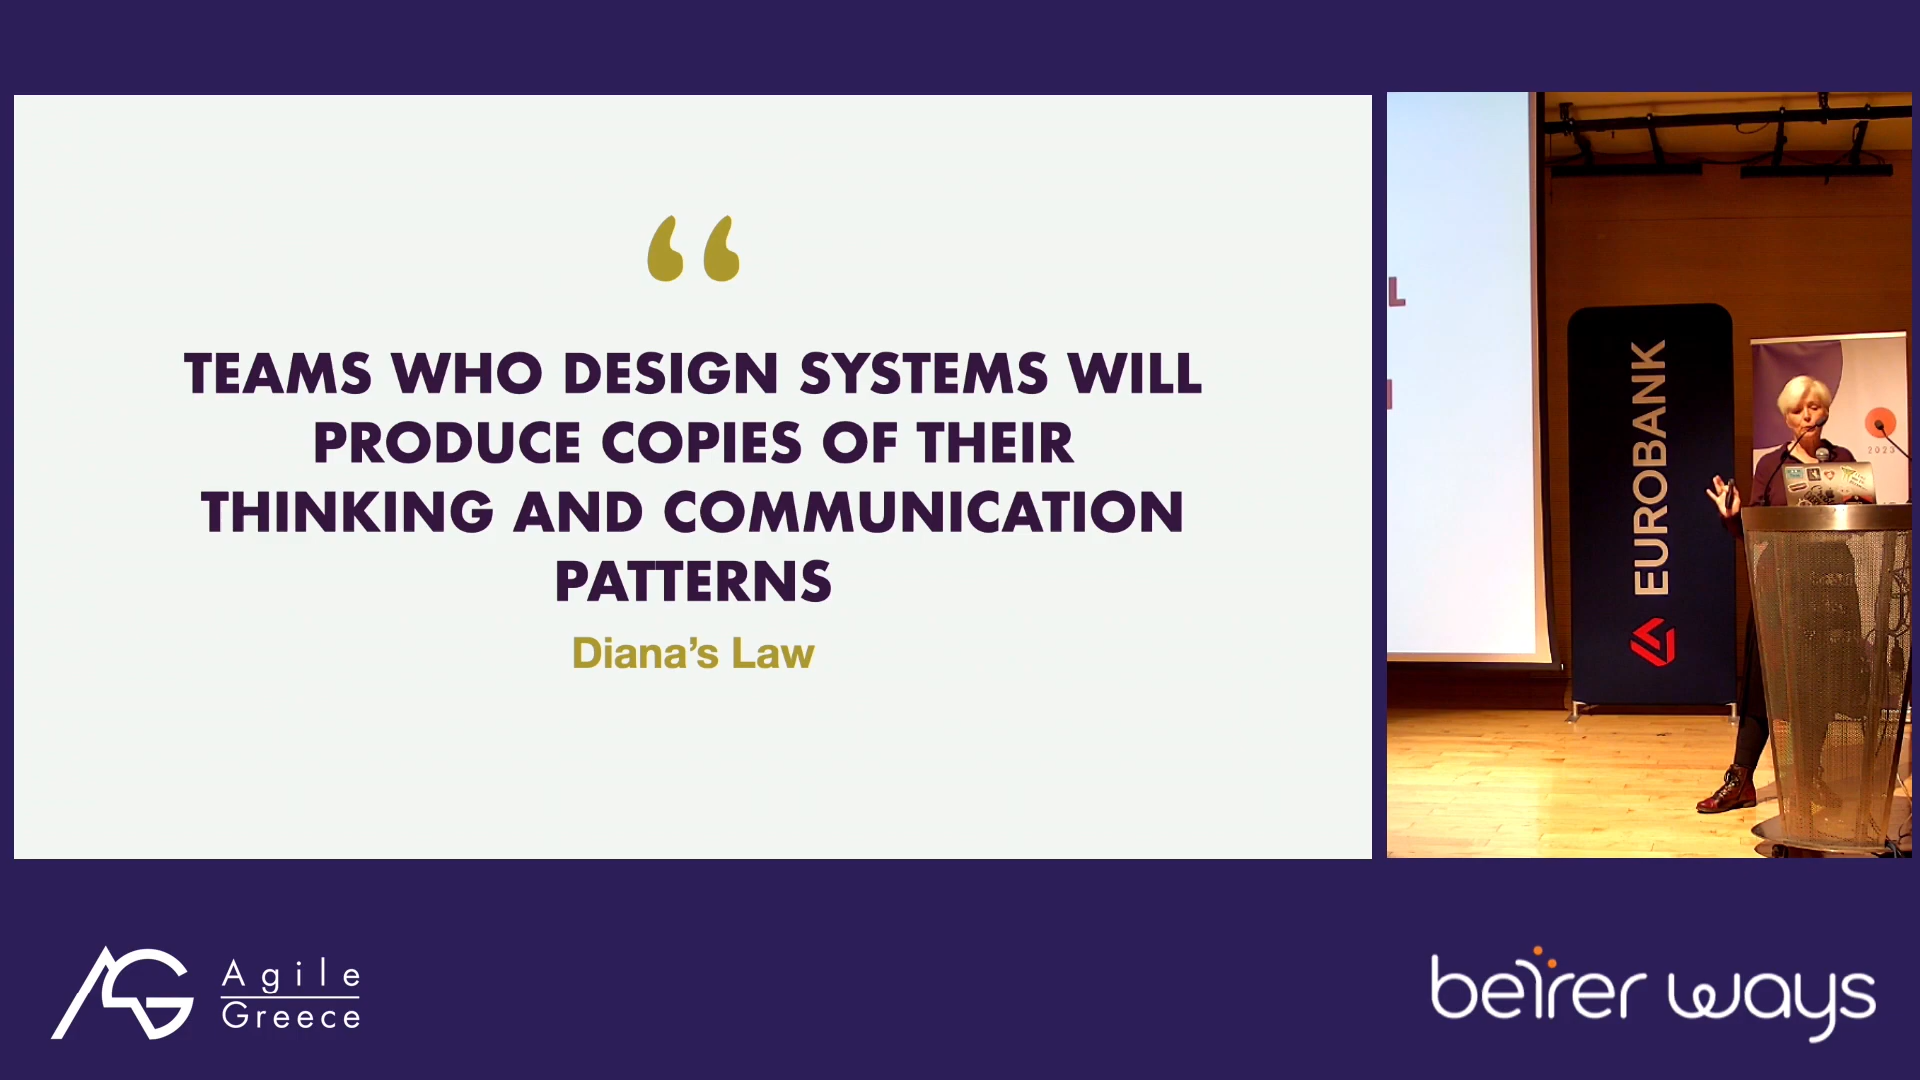 “
TEAMS WHO DESIGN SYSTEMS WILL
PRODUCE COPIES OF THEIR
THINKING AND COMMUNICATION
PATTERNS
Diana’s Law
L
EUROBANK
2023
Agile
Greece
better ways